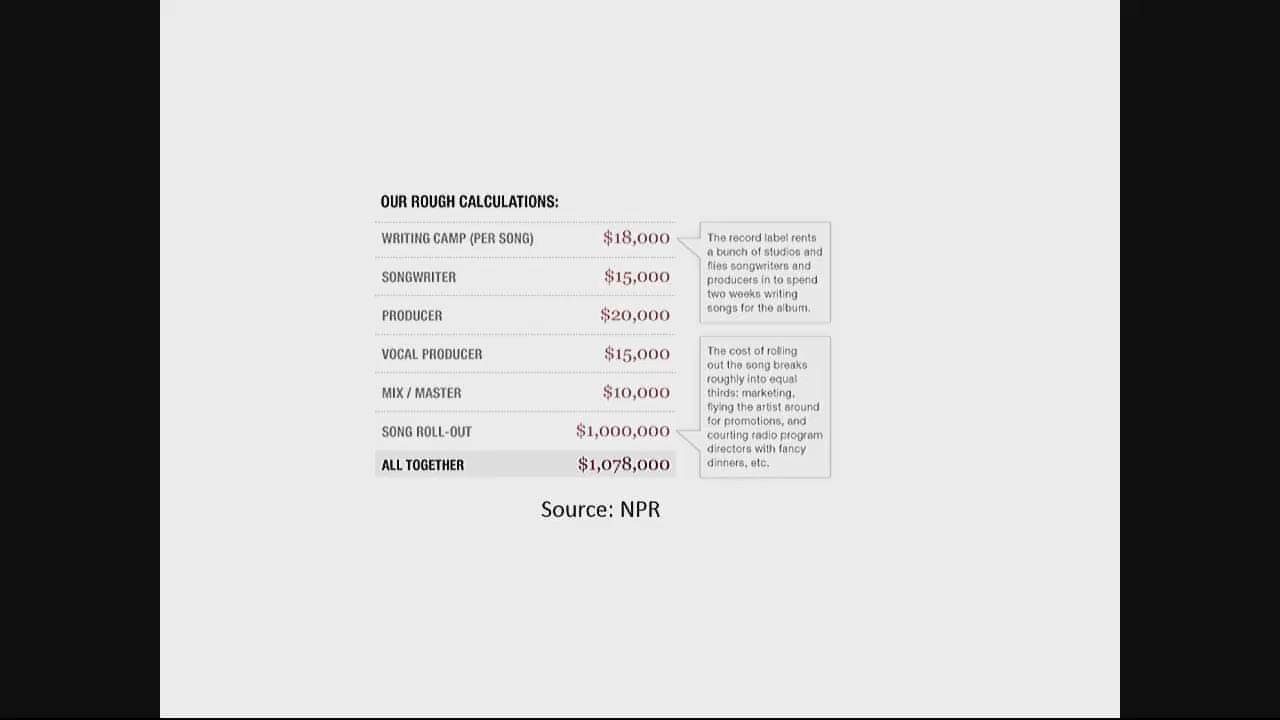 OUR ROUGH CALCULATIONS:
WRITING CAMP (PER SONG) $18,000
SONGWRITER $15,000
PRODUCER $20,000
VOCAL PRODUCER $15,000
MIX / MASTER $10,000
SONG ROLL-OUT $1,000,000
ALL TOGETHER $1,078,000
The record label rents
a bunch of studios and
flies songwriters and
producers in to spend
two weeks writing
songs for the album.
The cost of rolling
out the song breaks
roughly into equal
thirds: marketing,
flying the artist around
for promotions, and
courting radio program
directors with fancy
dinners, etc.
Source: NPR